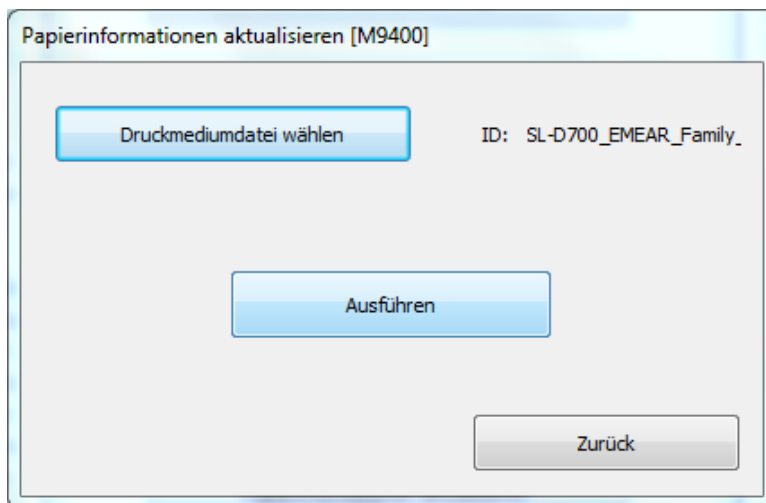 Papierinformationen aktualisieren [M9400]
Druckmediumdatei wählen ID: SL-D700_EMEAR_Family_
Ausführen
Zurück